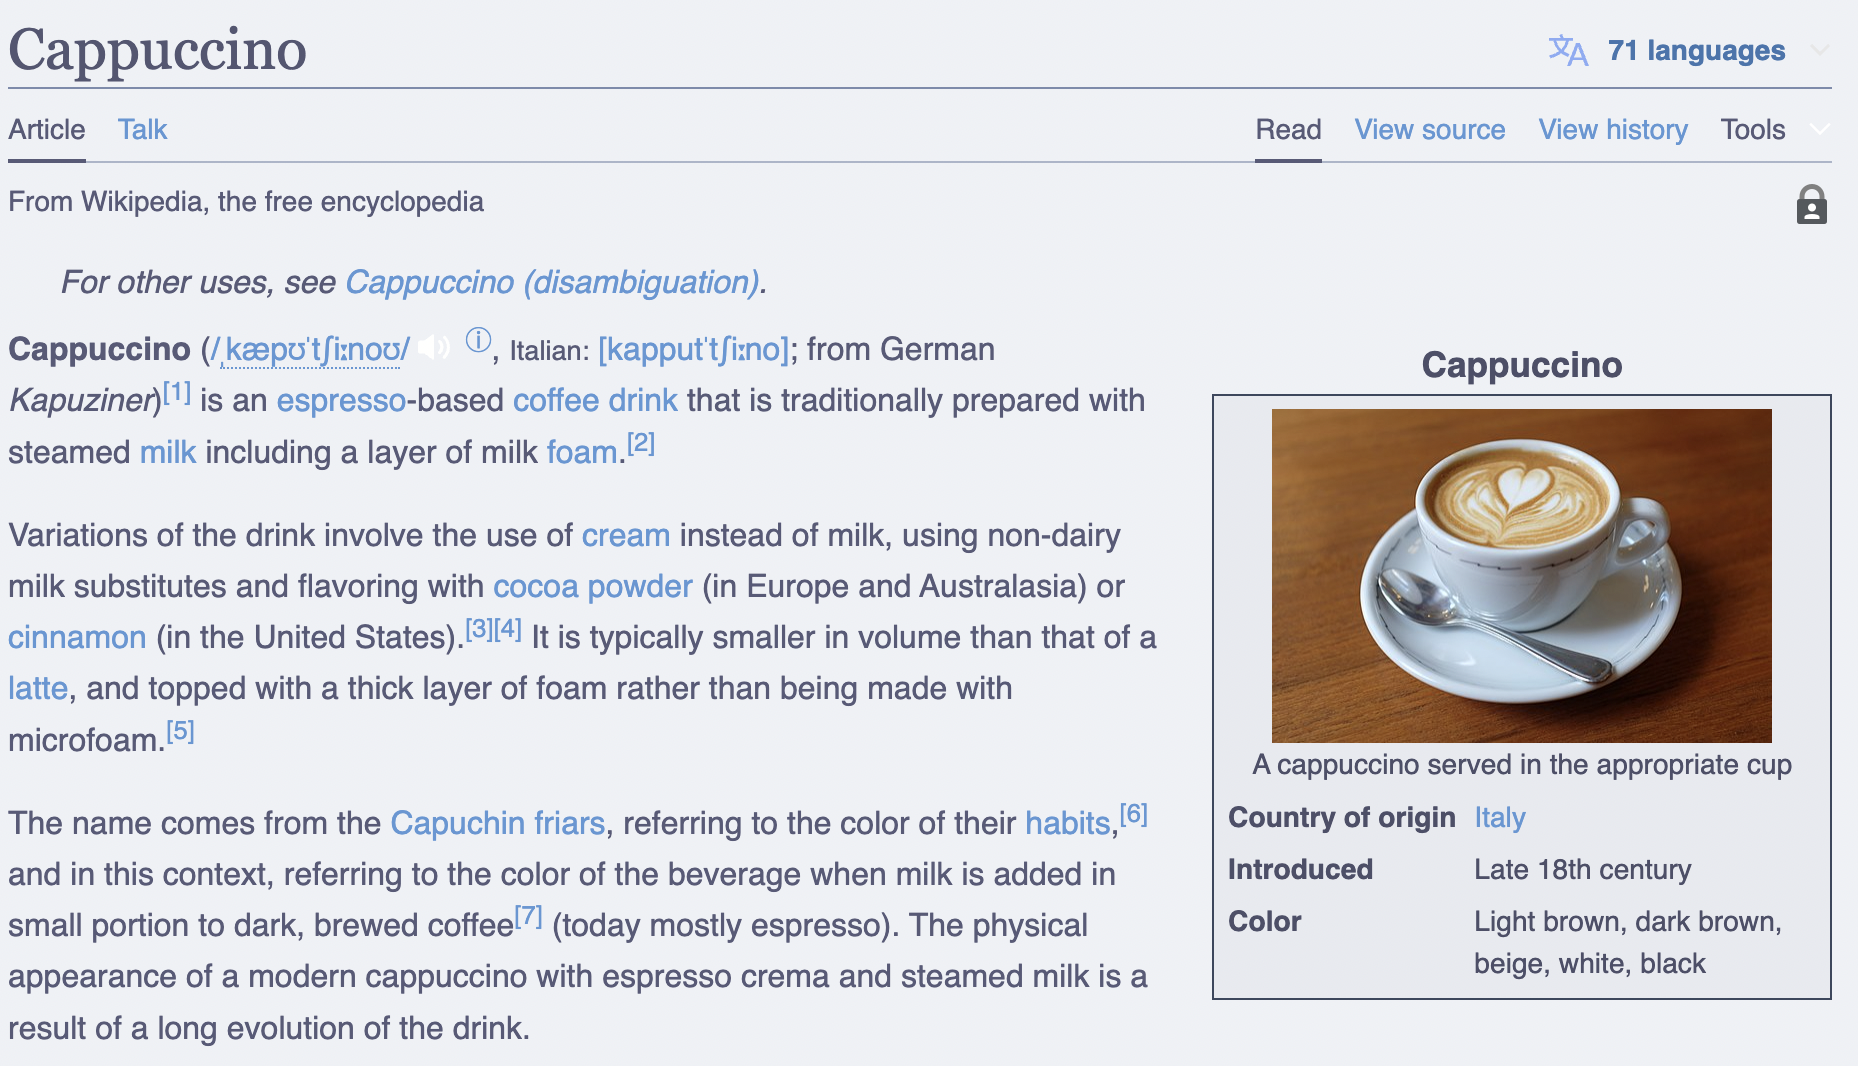 Cappuccino
71 languages
Article Talk
Read View source View history Tools
From Wikipedia, the free encyclopedia
For other uses, see Cappuccino (disambiguation).
Cappuccino (/ˌkæpʊˈtʃiːnoʊ/ ⓘ, Italian: [kapputˈtʃiːno]; from German
Kapuziner)[1] is an espresso-based coffee drink that is traditionally prepared with
steamed milk including a layer of milk foam.[2]
Variations of the drink involve the use of cream instead of milk, using non-dairy
milk substitutes and flavoring with cocoa powder (in Europe and Australasia) or
cinnamon (in the United States).[3][4] It is typically smaller in volume than that of a
latte, and topped with a thick layer of foam rather than being made with
microfoam.[5]
The name comes from the Capuchin friars, referring to the color of their habits,[6]
and in this context, referring to the color of the beverage when milk is added in
small portion to dark, brewed coffee[7] (today mostly espresso). The physical
appearance of a modern cappuccino with espresso crema and steamed milk is a
result of a long evolution of the drink.
Cappuccino
A cappuccino served in the appropriate cup
Country of origin Italy
Introduced Late 18th century
Color Light brown, dark brown,
beige, white, black